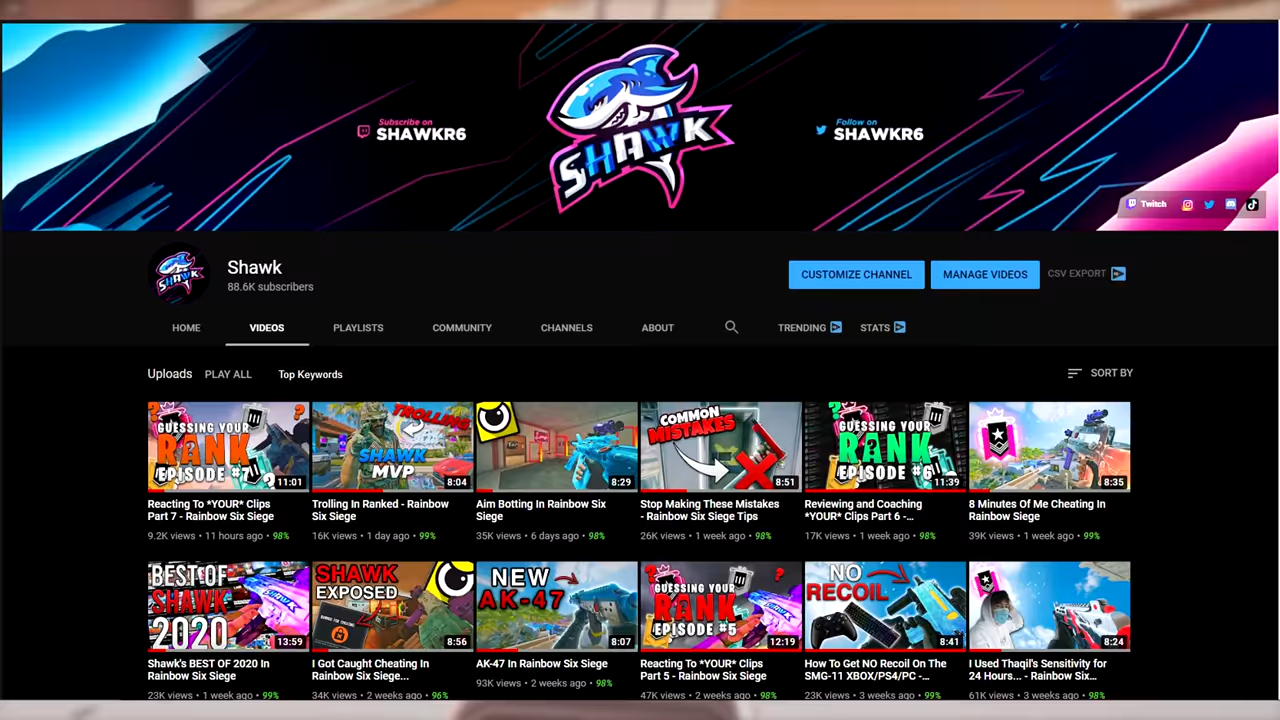 Subscribe on
SHAWKR6
SHAWK
Follow on
SHAWKR6
Twitch
SHAWK
Shawk
88.6K subscribers
CUSTOMIZE CHANNEL
MANAGE VIDEOS
CSV EXPORT
HOME
VIDEOS
PLAYLISTS
COMMUNITY
CHANNELS
ABOUT
TRENDING
STATS
Uploads
PLAY ALL
Top Keywords
SORT BY
?
GUESSING YOUR
RANK
EPISODE #7
11:01
TROLLING
SHAWK
MVP
8:04
8:29
COMMON
MISTAKES
8:51
GUESSING YOUR
RANK
EPISODE #6
11:39
8:35
Reacting To *YOUR* Clips
Part 7 - Rainbow Six Siege
9.2K views • 11 hours ago • 98%
Trolling In Ranked - Rainbow
Six Siege
16K views • 1 day ago • 99%
Aim Botting In Rainbow Six
Siege
35K views • 6 days ago • 98%
Stop Making These Mistakes
- Rainbow Six Siege Tips
26K views • 1 week ago • 98%
Reviewing and Coaching
*YOUR* Clips Part 6 -...
17K views • 1 week ago • 98%
8 Minutes Of Me Cheating In
Rainbow Siege
39K views • 1 week ago • 99%
BEST OF
SHAWK
2020
13:59
SHAWK
EXPOSED
8:56
NEW
AK-47
8:07
GUESSING YOUR
RANK
EPISODE #5
12:19
NO
RECOIL
8:41
8:24
Shawk's BEST OF 2020 In
Rainbow Six Siege
23K views • 1 week ago • 99%
I Got Caught Cheating In
Rainbow Six Siege...
34K views • 2 weeks ago • 96%
AK-47 In Rainbow Six Siege
93K views • 2 weeks ago • 98%
Reacting To *YOUR* Clips
Part 5 - Rainbow Six Siege
47K views • 2 weeks ago • 98%
How To Get NO Recoil On The
SMG-11 XBOX/PS4/PC -...
23K views • 3 weeks ago • 99%
I Used Thaqil's Sensitivity for
24 Hours... - Rainbow Six...
61K views • 3 weeks ago • 98%